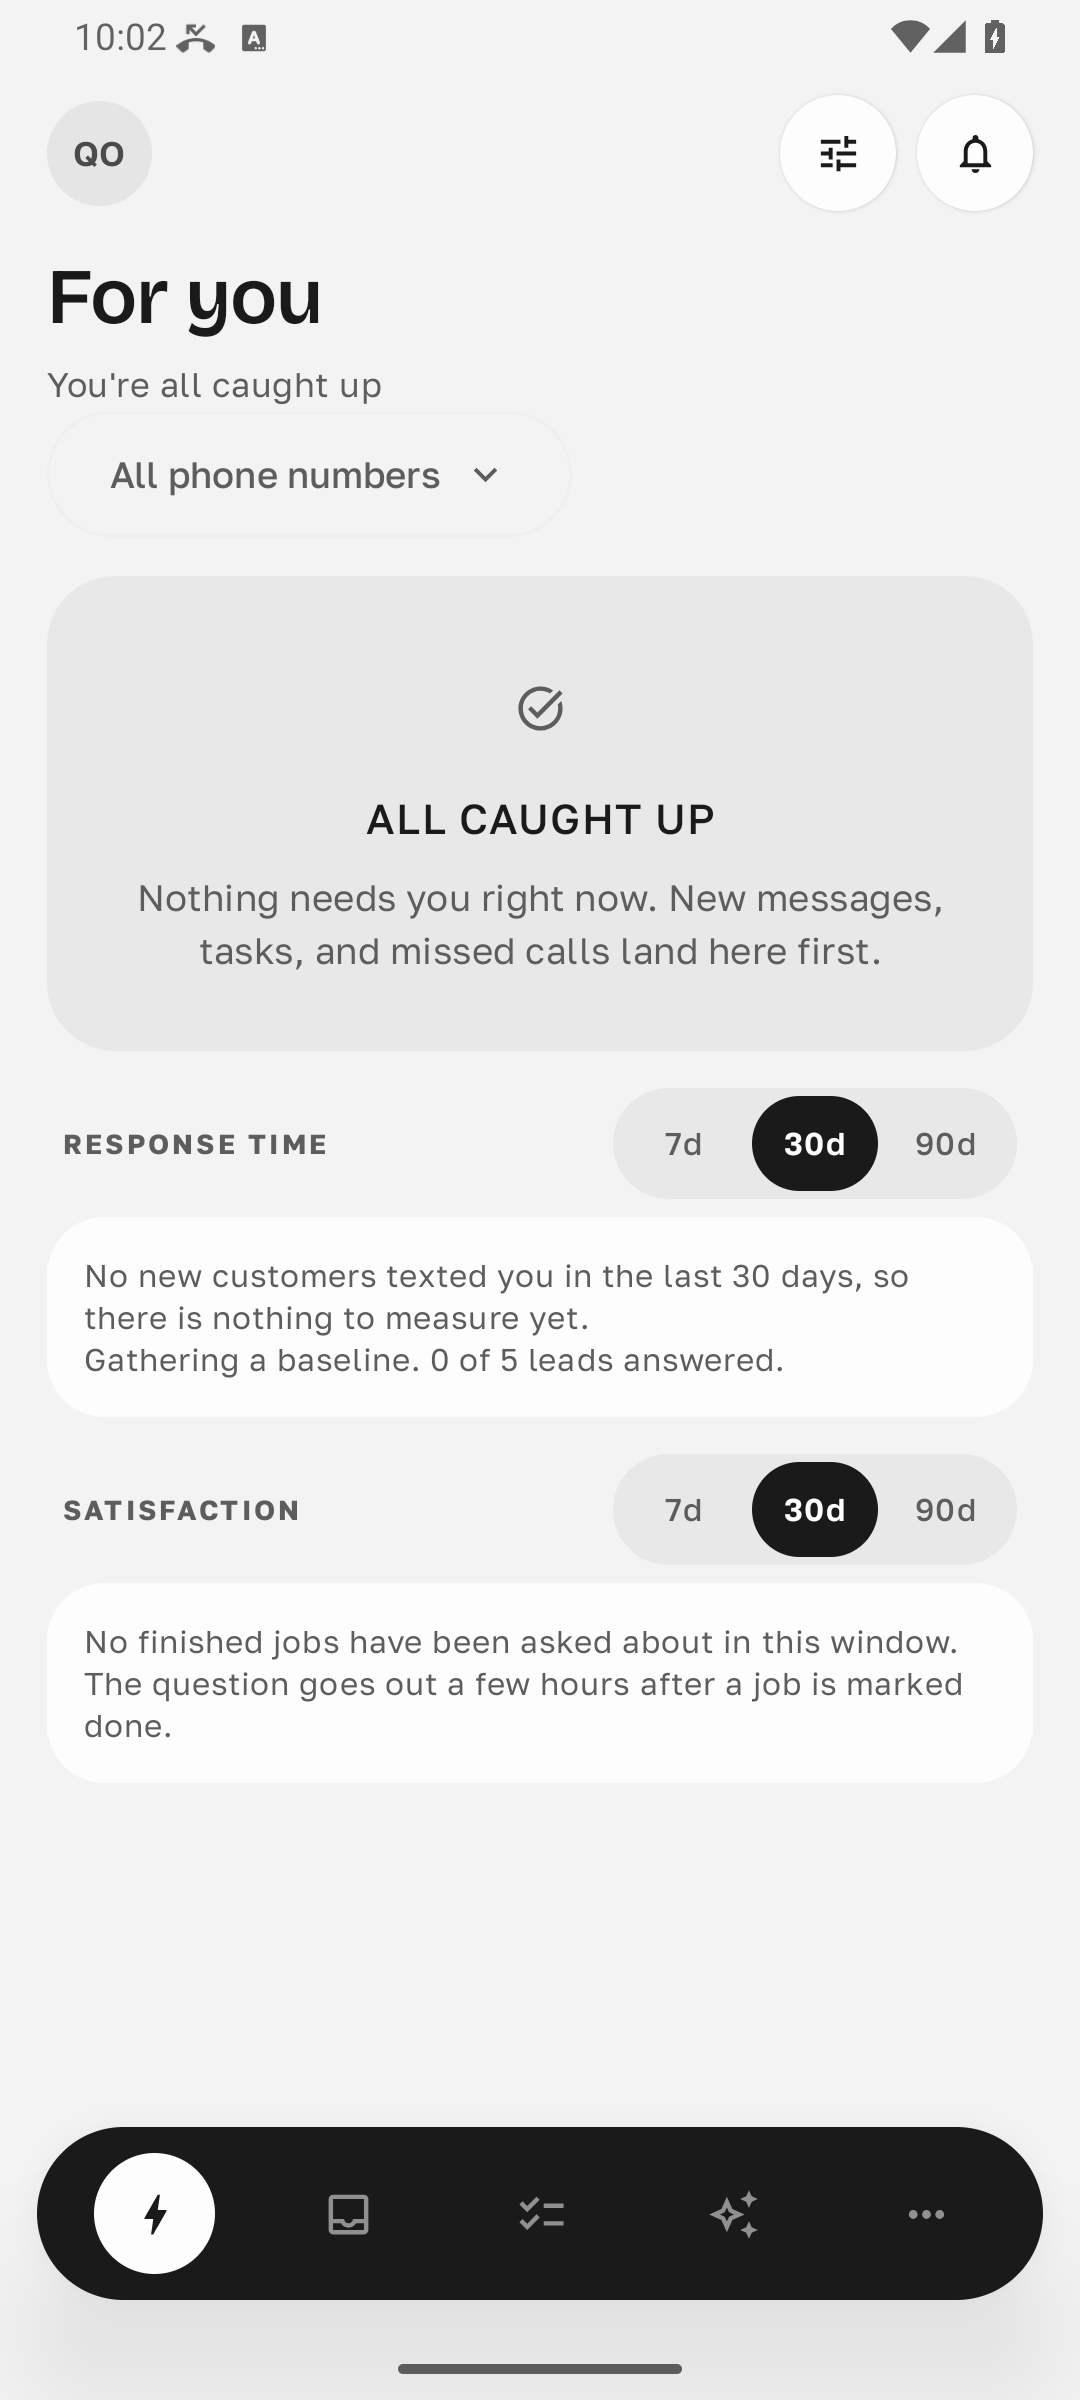 10:02
A
QO
For you
You're all caught up
All phone numbers
ALL CAUGHT UP
Nothing needs you right now. New messages,
tasks, and missed calls land here first.
RESPONSE TIME
7d 30d 90d
No new customers texted you in the last 30 days, so
there is nothing to measure yet.
Gathering a baseline. 0 of 5 leads answered.
SATISFACTION
7d 30d 90d
No finished jobs have been asked about in this window.
The question goes out a few hours after a job is marked
done.